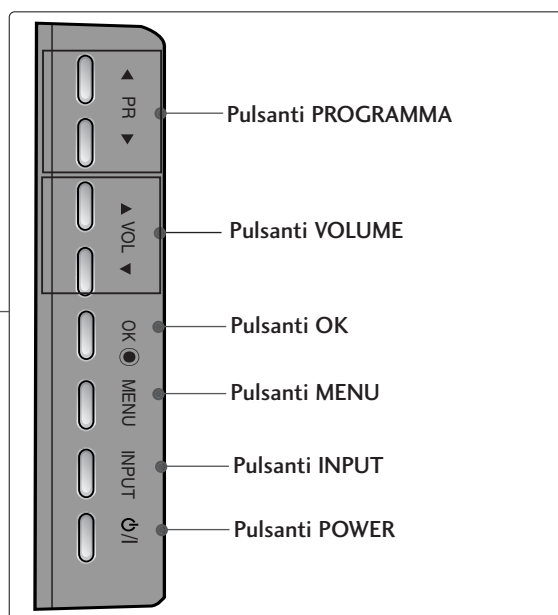 PR
Pulsanti PROGRAMMA
VOL
Pulsanti VOLUME
OK
Pulsanti OK
MENU
Pulsanti MENU
INPUT
Pulsanti INPUT
⏻/I
Pulsanti POWER